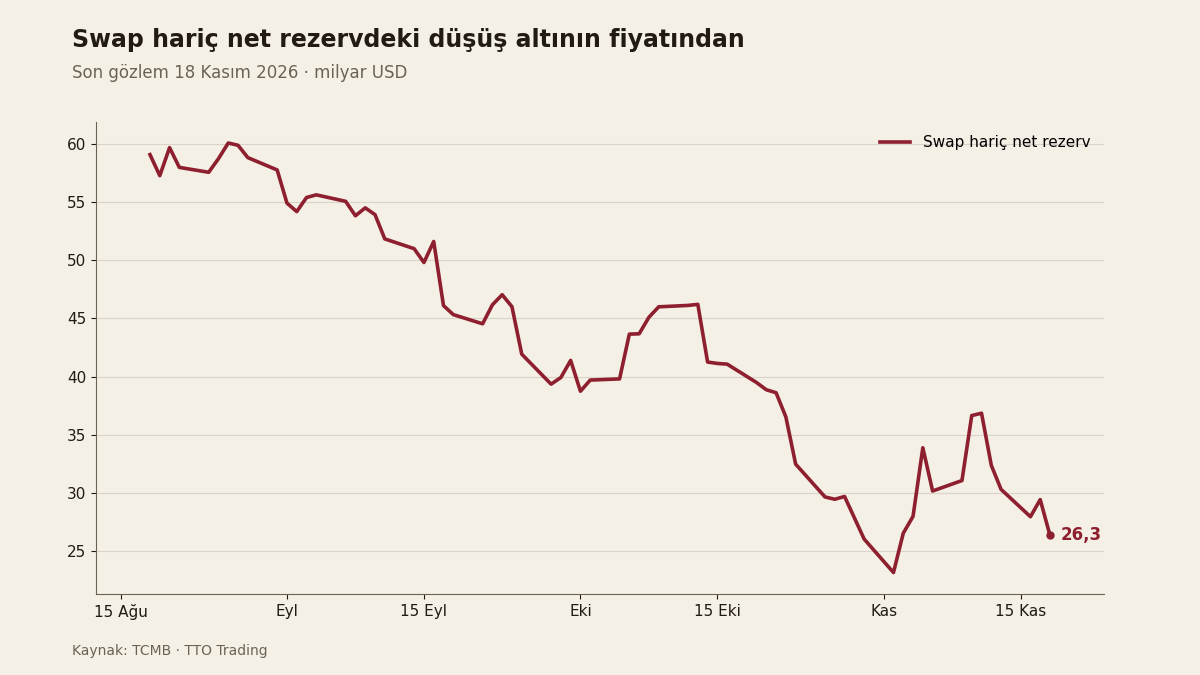 Swap hariç net rezervdeki düşüş altının fiyatından
Son gözlem 18 Kasım 2026 · milyar USD
Swap hariç net rezerv
60
55
50
45
40
35
30
25
26,3
15 Ağu
Eyl
15 Eyl
Eki
15 Eki
Kas
15 Kas
Kaynak: TCMB · TTO Trading